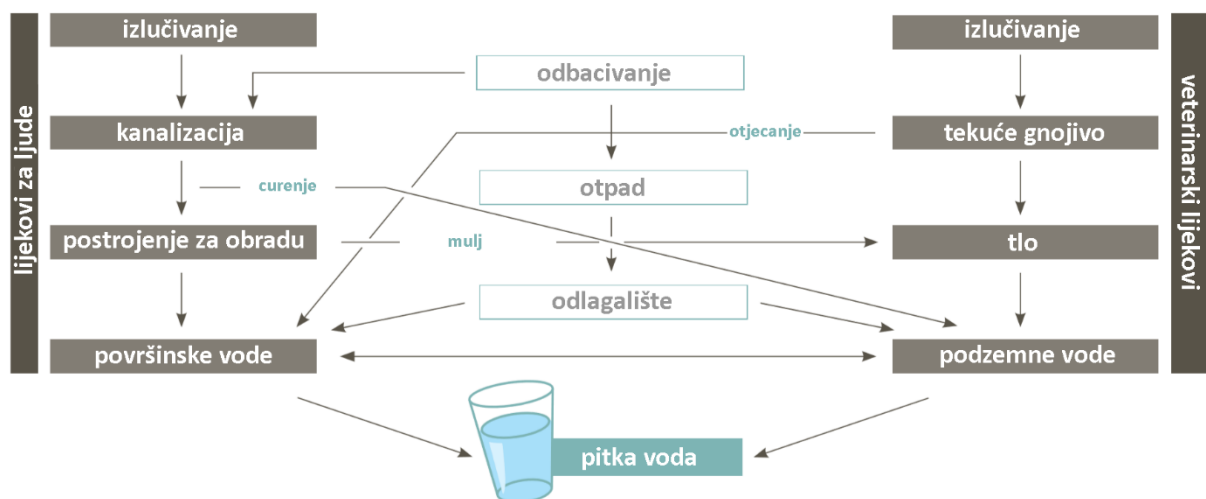 lijekovi za ljude
izlučivanje
izlučivanje
veterinarski lijekovi
odbacivanje
kanalizacija
otjecanje
tekuće gnojivo
curenje
otpad
postrojenje za obradu
mulj
tlo
odlagalište
površinske vode
podzemne vode
pitka voda